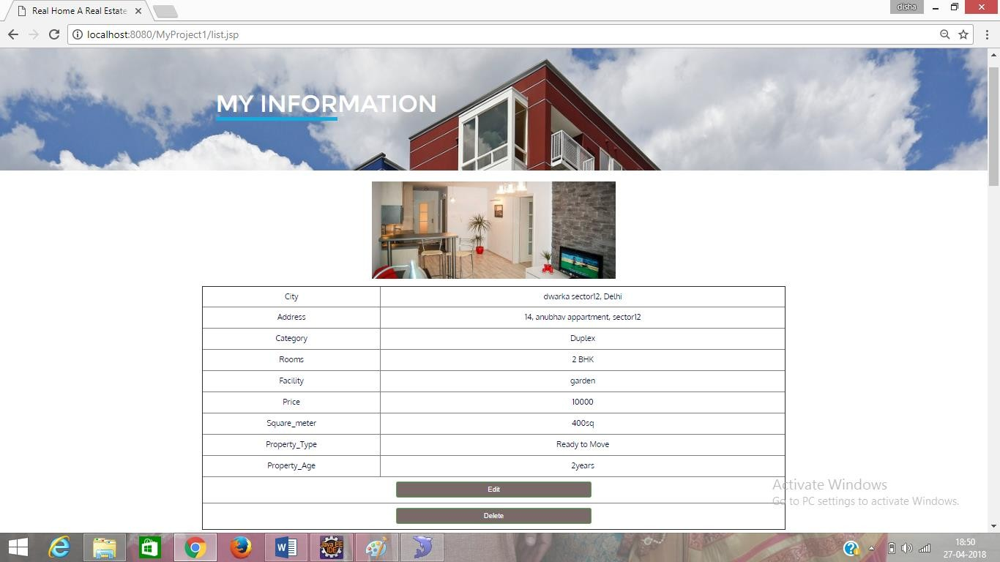 Real Home A Real Estate
disha
localhost:8080/MyProject1/list.jsp
MY INFORMATION
City dwarka sector12, Delhi
Address 14, anubhav appartment, sector12
Category Duplex
Rooms 2 BHK
Facility garden
Price 10000
Square_meter 400sq
Property_Type Ready to Move
Property_Age 2years
Edit
Delete
Activate Windows
Go to PC settings to activate Windows.
Java EE
IDE
18:50
27-04-2018